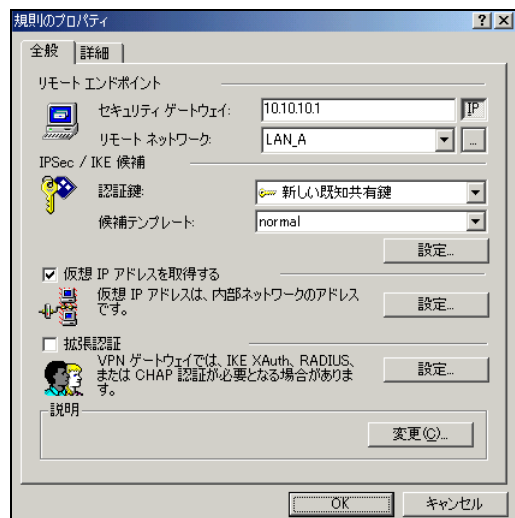 規則のプロパティ
? ×
全般 詳細
リモート エンドポイント
セキュリティ ゲートウェイ: 10.10.10.1 IP
リモート ネットワーク: LAN_A ...
IPSec / IKE 候補
認証鍵: 新しい既知共有鍵
候補テンプレート: normal
設定...
仮想 IP アドレスを取得する
仮想 IP アドレスは、内部ネットワークのアドレス
です。
設定...
拡張認証
VPN ゲートウェイでは、IKE XAuth、RADIUS、
または CHAP 認証が必要となる場合がありま
す。
設定...
説明
変更(C)...
OK キャンセル